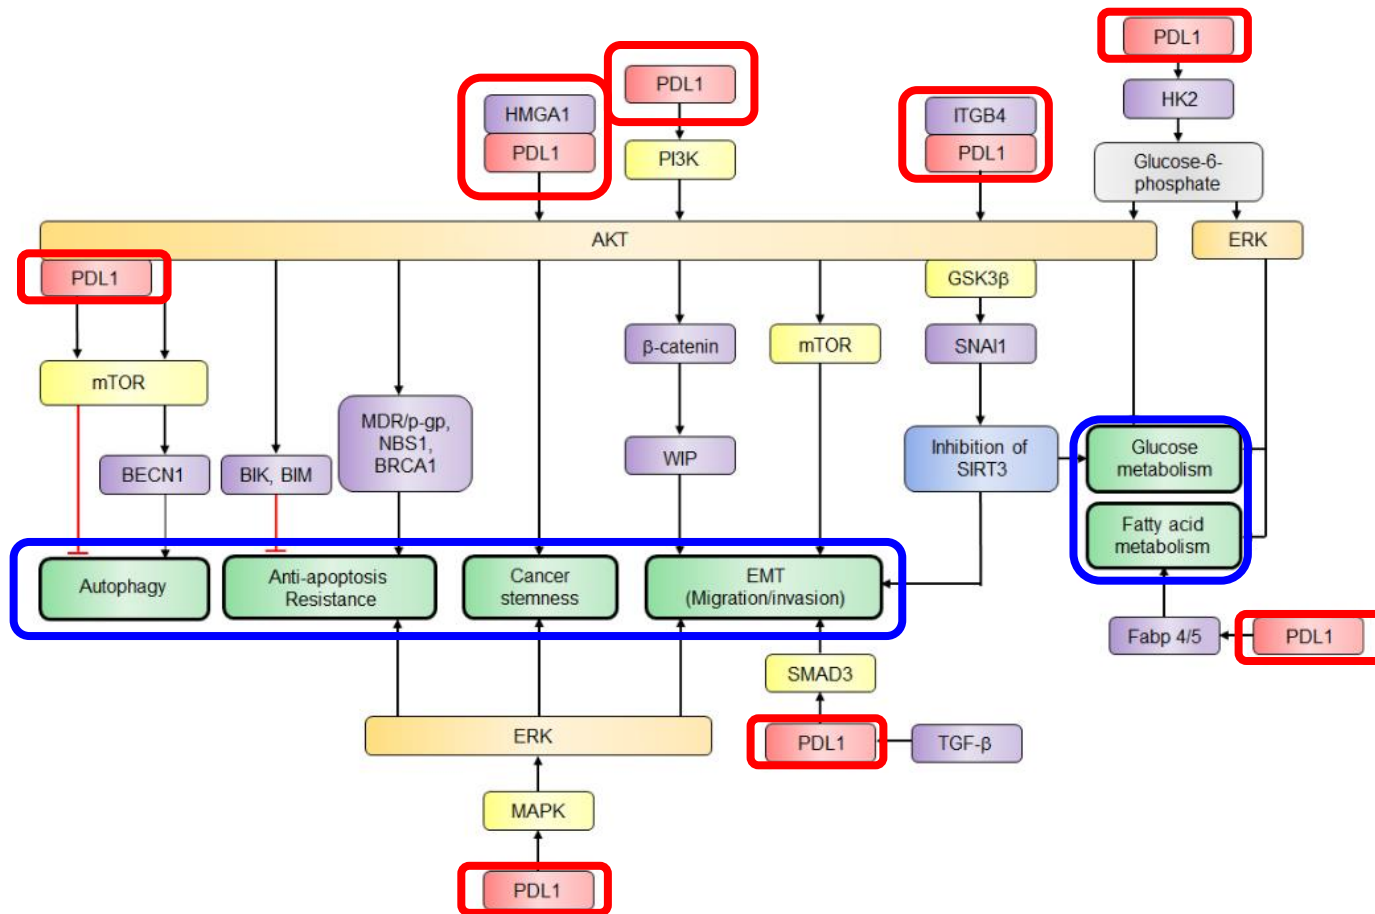 PDL1
PDL1
HMGA1
PDL1
HK2
ITGB4
PDL1
PI3K
Glucose-6-
phosphate
AKT
ERK
PDL1
GSK3β
β-catenin
mTOR
SNAI1
mTOR
MDR/p-gp,
NBS1,
BRCA1
BECN1
BIK, BIM
WIP
Inhibition of
SIRT3
Glucose
metabolism
Fatty acid
metabolism
Autophagy
Anti-apoptosis
Resistance
Cancer
stemness
EMT
(Migration/invasion)
Fabp 4/5
PDL1
SMAD3
ERK
PDL1
TGF-β
MAPK
PDL1